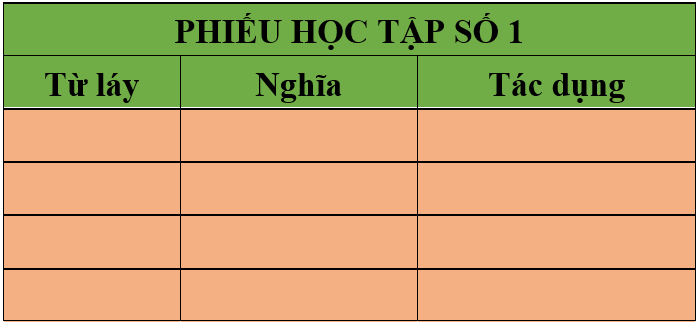 PHIẾU HỌC TẬP SỐ 1
Từ láy Nghĩa Tác dụng